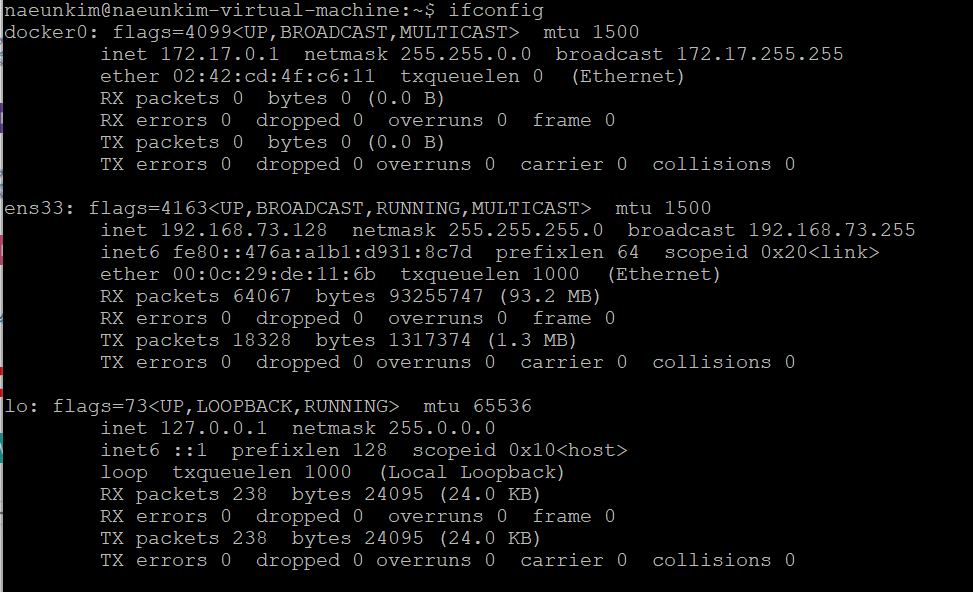 naeunkim@naeunkim-virtual-machine:~$ ifconfig
docker0: flags=4099<UP,BROADCAST,MULTICAST>  mtu 1500
        inet 172.17.0.1  netmask 255.255.0.0  broadcast 172.17.255.255
        ether 02:42:cd:4f:c6:11  txqueuelen 0  (Ethernet)
        RX packets 0  bytes 0 (0.0 B)
        RX errors 0  dropped 0  overruns 0  frame 0
        TX packets 0  bytes 0 (0.0 B)
        TX errors 0  dropped 0 overruns 0  carrier 0  collisions 0

ens33: flags=4163<UP,BROADCAST,RUNNING,MULTICAST>  mtu 1500
        inet 192.168.73.128  netmask 255.255.255.0  broadcast 192.168.73.255
        inet6 fe80::476a:a1b1:d931:8c7d  prefixlen 64  scopeid 0x20<link>
        ether 00:0c:29:de:11:6b  txqueuelen 1000  (Ethernet)
        RX packets 64067  bytes 93255747 (93.2 MB)
        RX errors 0  dropped 0  overruns 0  frame 0
        TX packets 18328  bytes 1317374 (1.3 MB)
        TX errors 0  dropped 0 overruns 0  carrier 0  collisions 0

lo: flags=73<UP,LOOPBACK,RUNNING>  mtu 65536
        inet 127.0.0.1  netmask 255.0.0.0
        inet6 ::1  prefixlen 128  scopeid 0x10<host>
        loop  txqueuelen 1000  (Local Loopback)
        RX packets 238  bytes 24095 (24.0 KB)
        RX errors 0  dropped 0  overruns 0  frame 0
        TX packets 238  bytes 24095 (24.0 KB)
        TX errors 0  dropped 0 overruns 0  carrier 0  collisions 0